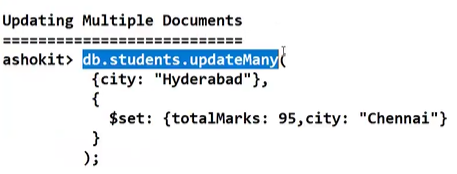 Updating Multiple Documents
===========================
ashokit> db.students.updateMany(
{city: "Hyderabad"},
{
$set: {totalMarks: 95,city: "Chennai"}
}
);